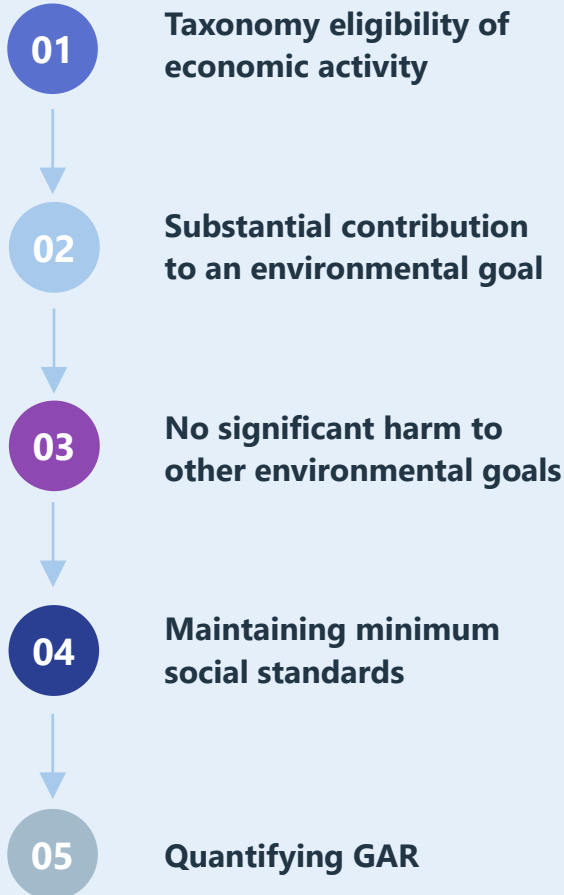 01
Taxonomy eligibility of
economic activity
02
Substantial contribution
to an environmental goal
03
No significant harm to
other environmental goals
04
Maintaining minimum
social standards
05
Quantifying GAR